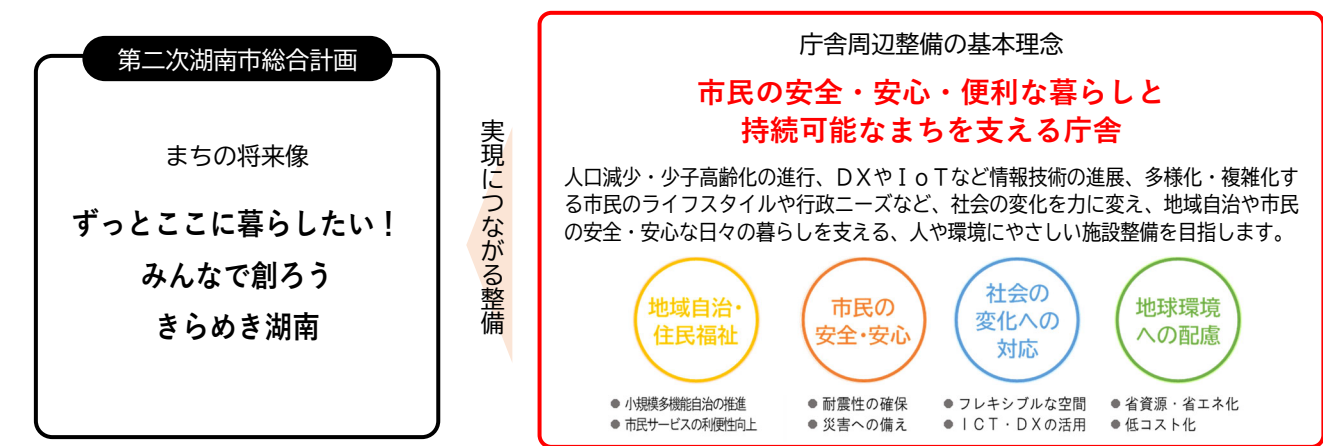 第二次湖南市総合計画
まちの将来像
ずっとここに暮らしたい！
みんなで創ろう
きらめき湖南
実現につながる整備
庁舎周辺整備の基本理念
市民の安全・安心・便利な暮らしと
持続可能なまちを支える庁舎
人口減少・少子高齢化の進行、ＤＸやＩｏＴなど情報技術の進展、多様化・複雑化す
る市民のライフスタイルや行政ニーズなど、社会の変化を力に変え、地域自治や市民
の安全・安心な日々の暮らしを支える、人や環境にやさしい施設整備を目指します。
地域自治・
住民福祉
● 小規模多機能自治の推進
● 市民サービスの利便性向上
市民の
安全・安心
● 耐震性の確保
● 災害への備え
社会の
変化への
対応
● フレキシブルな空間
● ＩＣＴ・ＤＸの活用
地球環境
への配慮
● 省資源・省エネ化
● 低コスト化